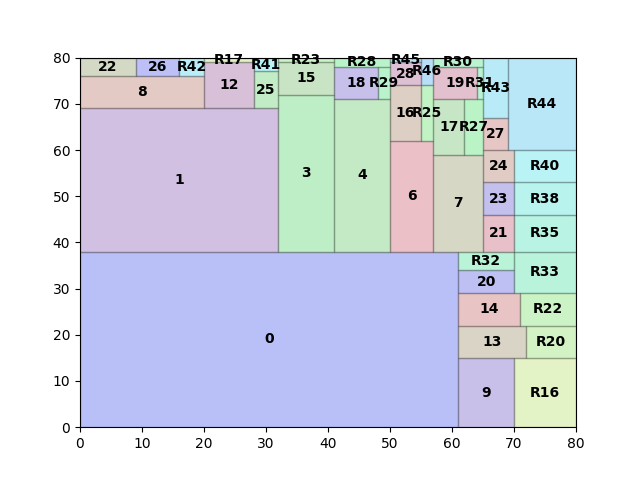 80 R17 R23 R28 R45 R30
22 26 R42 R41 28 R46
12 15 18 R29 19 R31 R43
70 8 25 R44
16 R25 17 R27 27
60
1 3 4 24 R40
50
6 7 23 R38
40 21 R35
R32 R33
30 20
14 R22
20
0 13 R20
10 9 R16
0
0 10 20 30 40 50 60 70 80